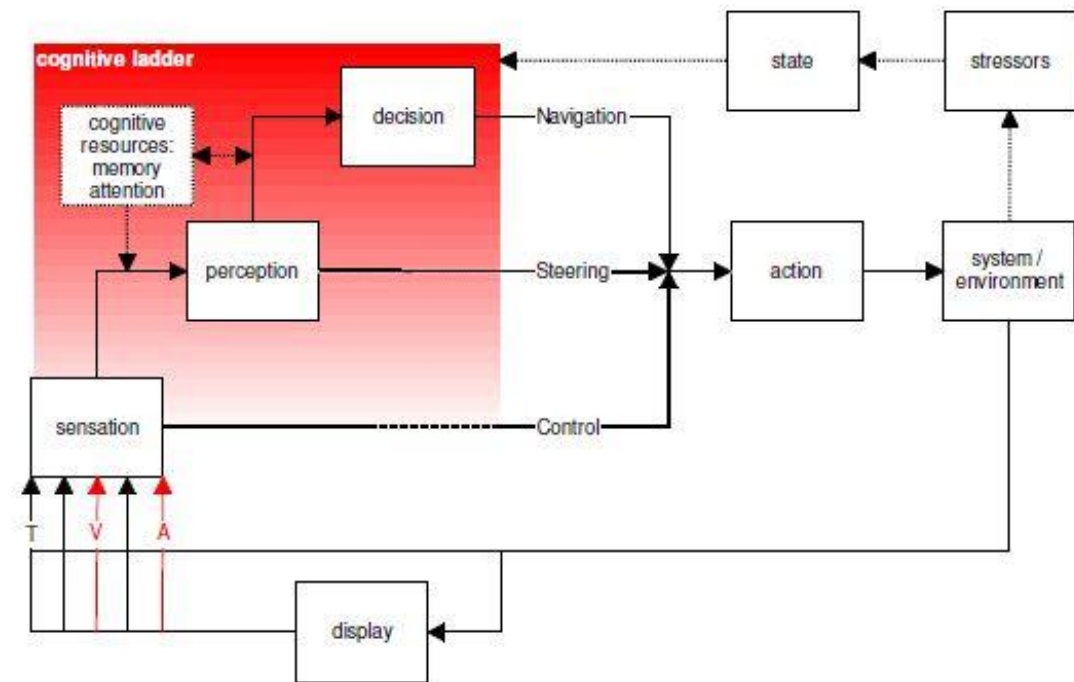 cognitive ladder
state
stressors
cognitive
resources:
memory
attention
decision
Navigation
perception
Steering
action
system /
environment
sensation
Control
T
V
A
display